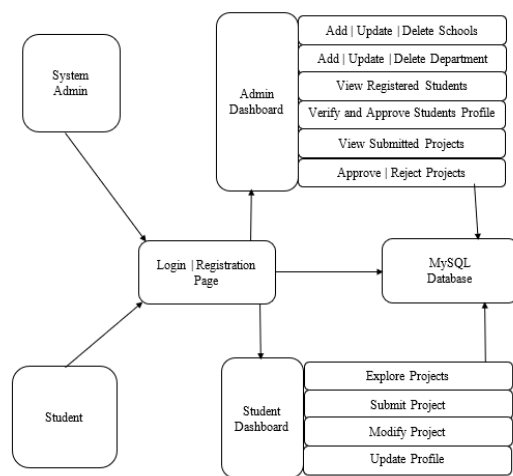 System
Admin
Admin
Dashboard
Add | Update | Delete Schools
Add | Update | Delete Department
View Registered Students
Verify and Approve Students Profile
View Submitted Projects
Approve | Reject Projects
Login | Registration
Page
MySQL
Database
Student
Student
Dashboard
Explore Projects
Submit Project
Modify Project
Update Profile